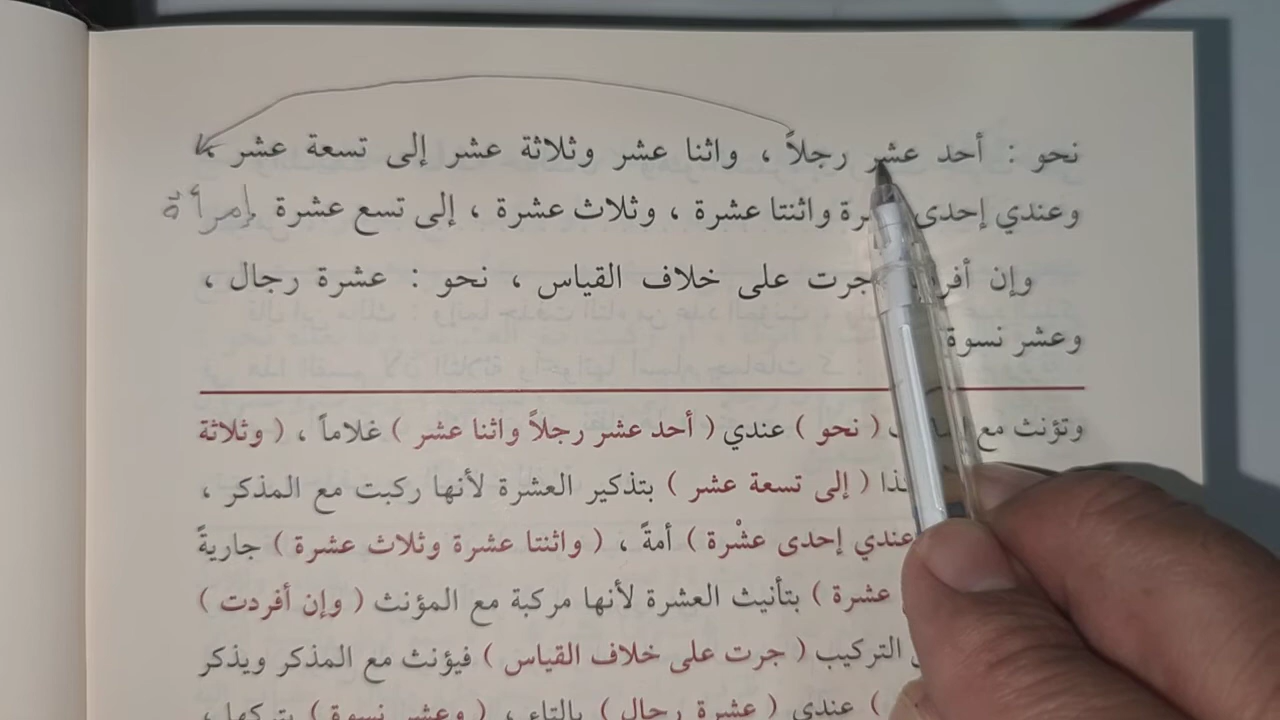 نحو : أحد عشر رجلاً ، واثنا عشر وثلاثة عشر إلى تسعة عشر ،
وعندي إحدى واثنتا عشرة ، وثلاث عشرة ، إلى تسع عشرة إمرأة
وإن جرت على خلاف القياس ، نحو : عشرة رجال ،
وعشر نسوة
وتؤنث مع ( نحو ) عندي ( أحد عشر رجلاً واثنا عشر ) غلاماً ، ( وثلاثة
( إلى تسعة عشر ) بتذكير العشرة لأنها ركبت مع المذكر ،
عندي إحدى عشْرة ) أمةً ، ( واثنتا عشرة وثلاث عشرة ) جاريةً
عشرة ) بتأنيث العشرة لأنها مركبة مع المؤنث ( وإن أفردت )
التركيب ( جرت على خلاف القياس ) فيؤنث مع المذكر ويذكر
) عندي ( عشرة رجال ) بالتاء ، ( وعشر نسوة ) بتركها ،